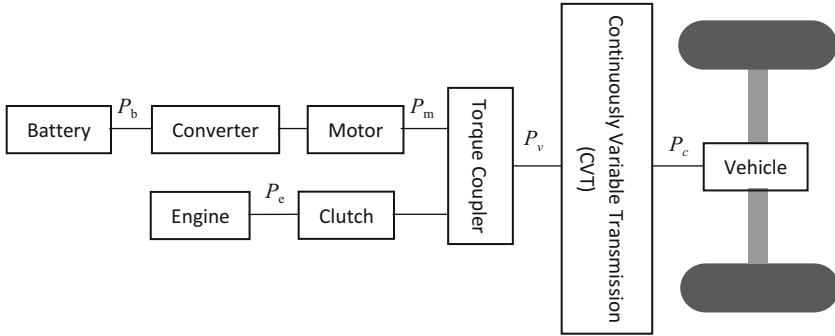 P_b
P_m
Battery
Converter
Motor
Torque Coupler
P_v
Continuously Variable Transmission
(CVT)
P_c
Vehicle
P_e
Engine
Clutch